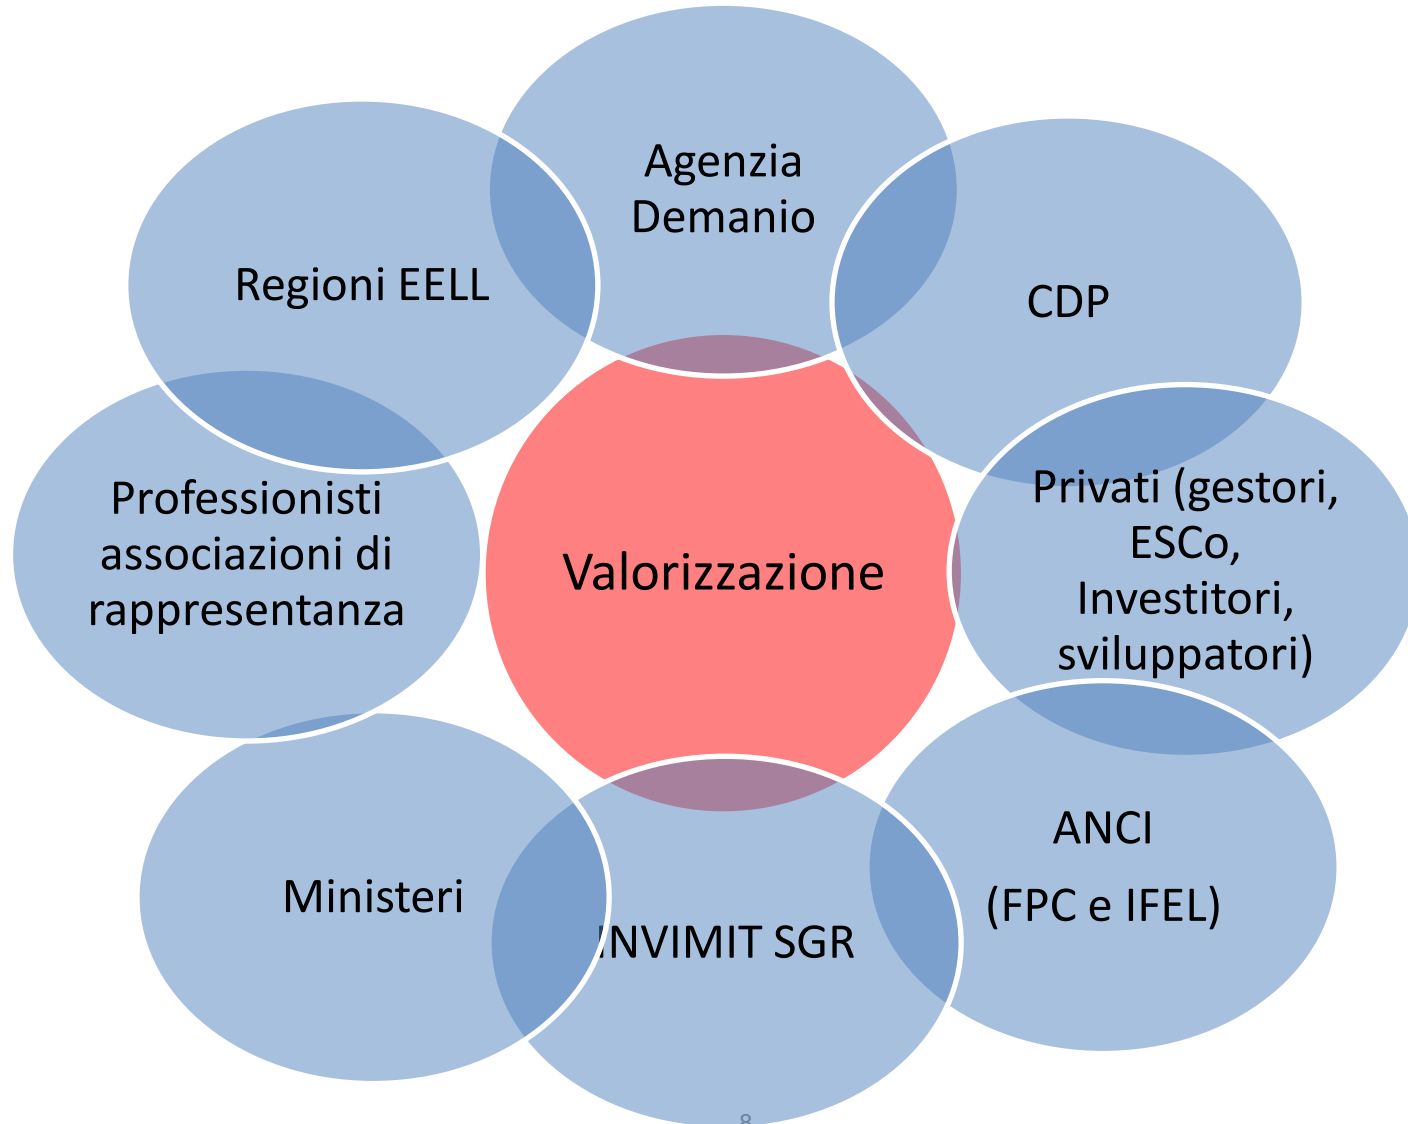 Agenzia
Demanio
Regioni EELL
CDP
Professionisti
associazioni di
rappresentanza
Valorizzazione
Privati (gestori,
ESCo,
Investitori,
sviluppatori)
Ministeri
INVIMIT SGR
ANCI
(FPC e IFEL)
8